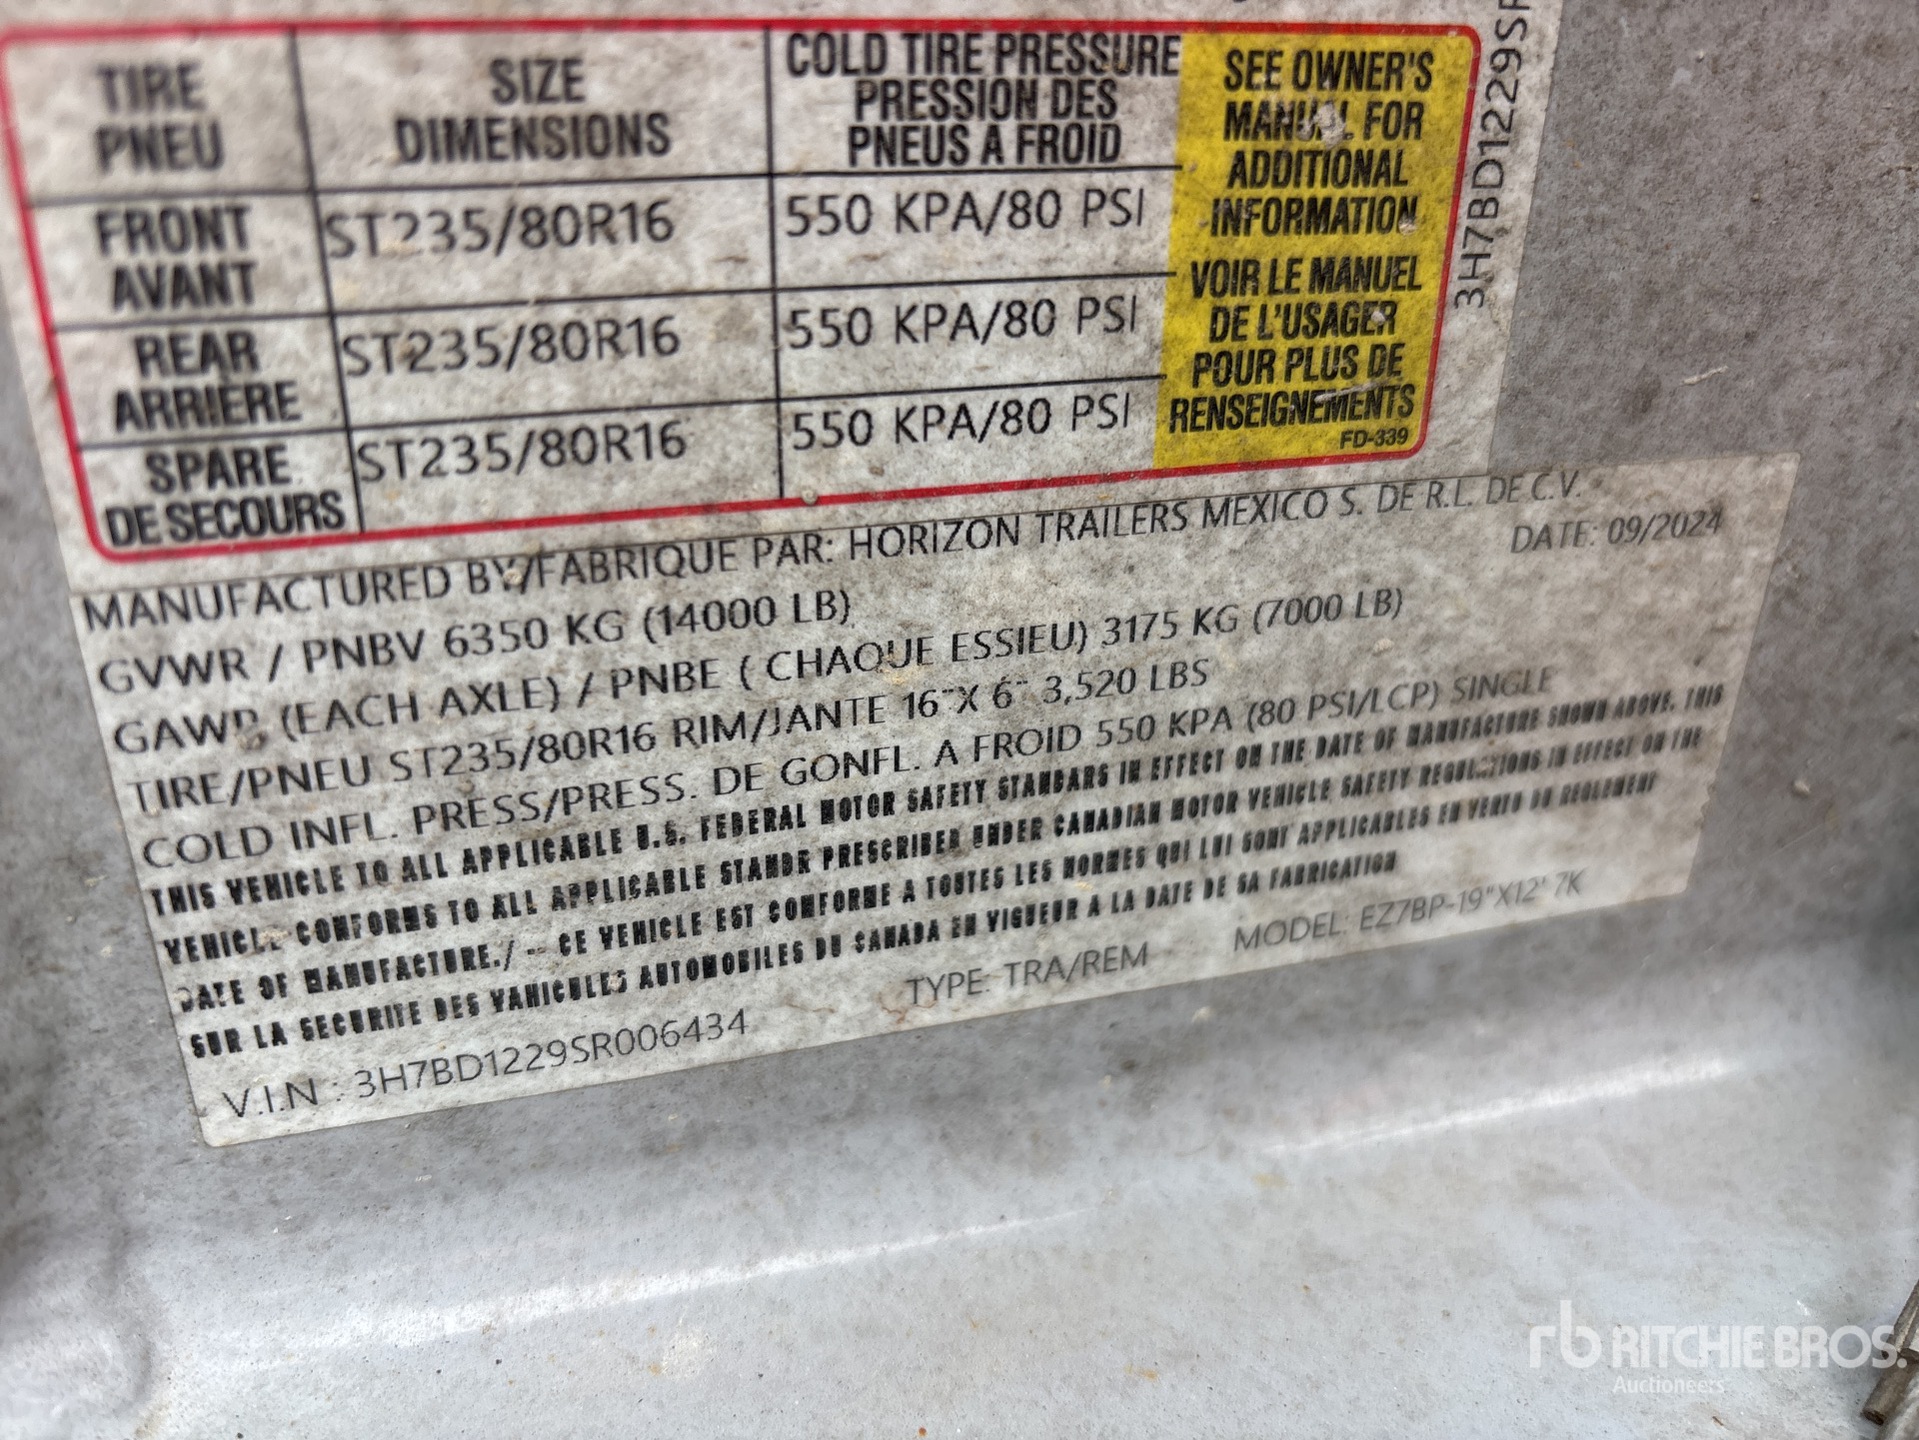 TIRE PNEU SIZE DIMENSIONS COLD TIRE PRESSURE PRESSION DES PNEUS A FROID
FRONT AVANT ST235/80R16 550 KPA/80 PSI
REAR ARRIÈRE ST235/80R16 550 KPA/80 PSI
SPARE DE SECOURS ST235/80R16 550 KPA/80 PSI
SEE OWNER'S
MANUAL FOR
ADDITIONAL
INFORMATION
VOIR LE MANUEL
DE L'USAGER
POUR PLUS DE
RENSEIGNEMENTS
FD-339
3H7BD1229SR
MANUFACTURED BY/FABRIQUE PAR: HORIZON TRAILERS MEXICO S. DE R.L. DE C.V.
DATE: 09/2024
GVWR / PNBV 6350 KG (14000 LB)
GAWR (EACH AXLE) / PNBE ( CHAQUE ESSIEU) 3175 KG (7000 LB)
TIRE/PNEU ST235/80R16 RIM/JANTE 16"X 6" 3,520 LBS
COLD INFL. PRESS/PRESS. DE GONFL. A FROID 550 KPA (80 PSI/LCP) SINGLE
THIS VEHICLE TO ALL APPLICABLE U.S. FEDERAL MOTOR SAFETY STANDARS IN EFFECT ON THE DATE OF MANUFACTURE SHOWN ABOVE. THIS
VEHICLE CONFORMS TO ALL APPLICABLE STANDR PRESCRIBER UNDER CANADIAN MOTOR VEHICLE SAFETY REGULATIONS IN EFFECT ON THE
DATE OF MANUFACTURE./ -- CE VEHICLE EST CONFORME A TOUTES LES NORMES QUI LUI SONT APPLICABLES EN VERTU DU REGLEMENT
SUR LA SECURITE DES VAHICULES AUTOMOBILES DU CANADA EN VIGUEUR A LA DATE DE SA FABRICATION
V.I.N : 3H7BD1229SR006434 TYPE: TRA/REM MODEL: EZ7BP-19"X12' 7K
rb RITCHIE BROS.
Auctioneers